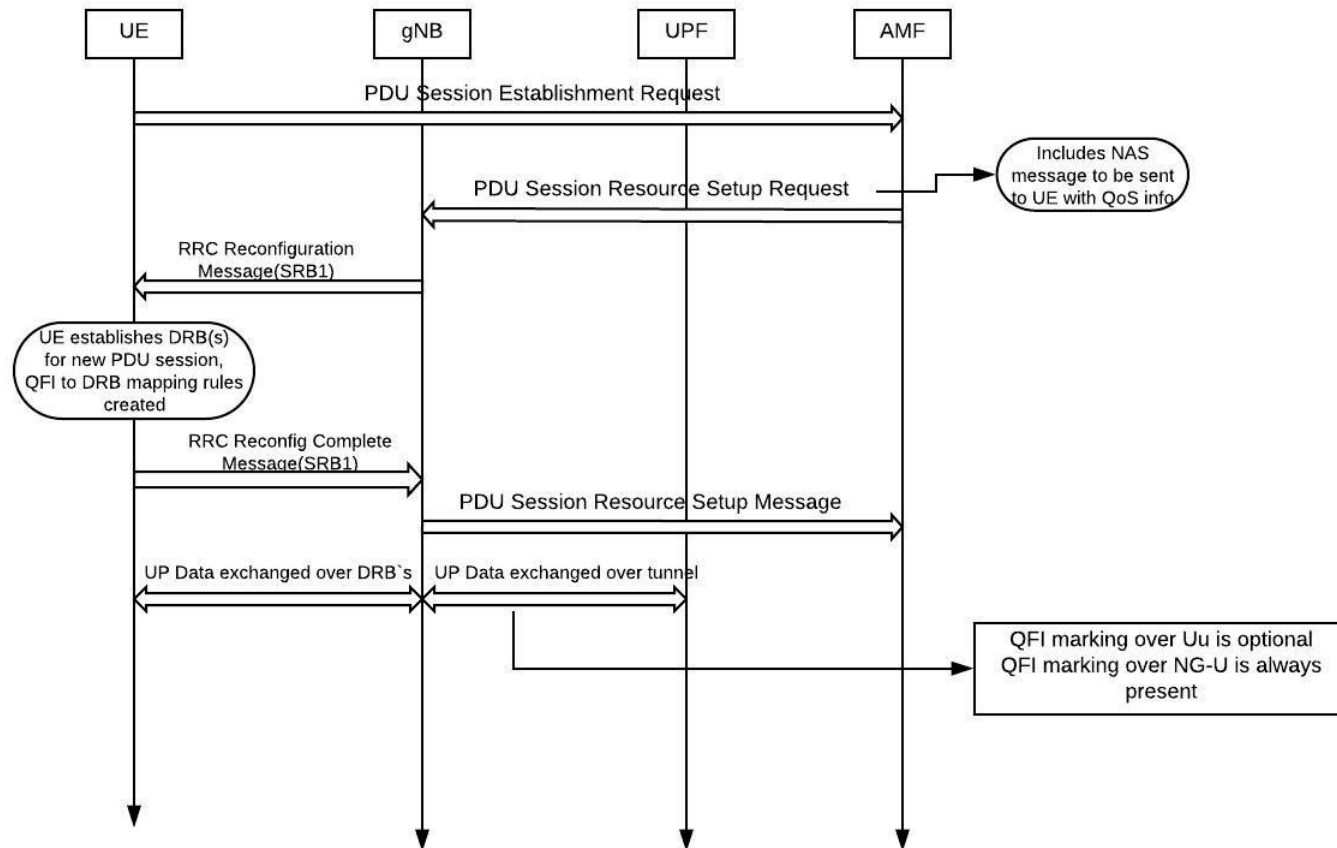 UE
gNB
UPF
AMF
PDU Session Establishment Request
Includes NAS
message to be sent
to UE with QoS info
PDU Session Resource Setup Request
RRC Reconfiguration
Message(SRB1)
UE establishes DRB(s)
for new PDU session,
QFI to DRB mapping rules
created
RRC Reconfig Complete
Message(SRB1)
PDU Session Resource Setup Message
UP Data exchanged over DRB`s
UP Data exchanged over tunnel
QFI marking over Uu is optional
QFI marking over NG-U is always
present